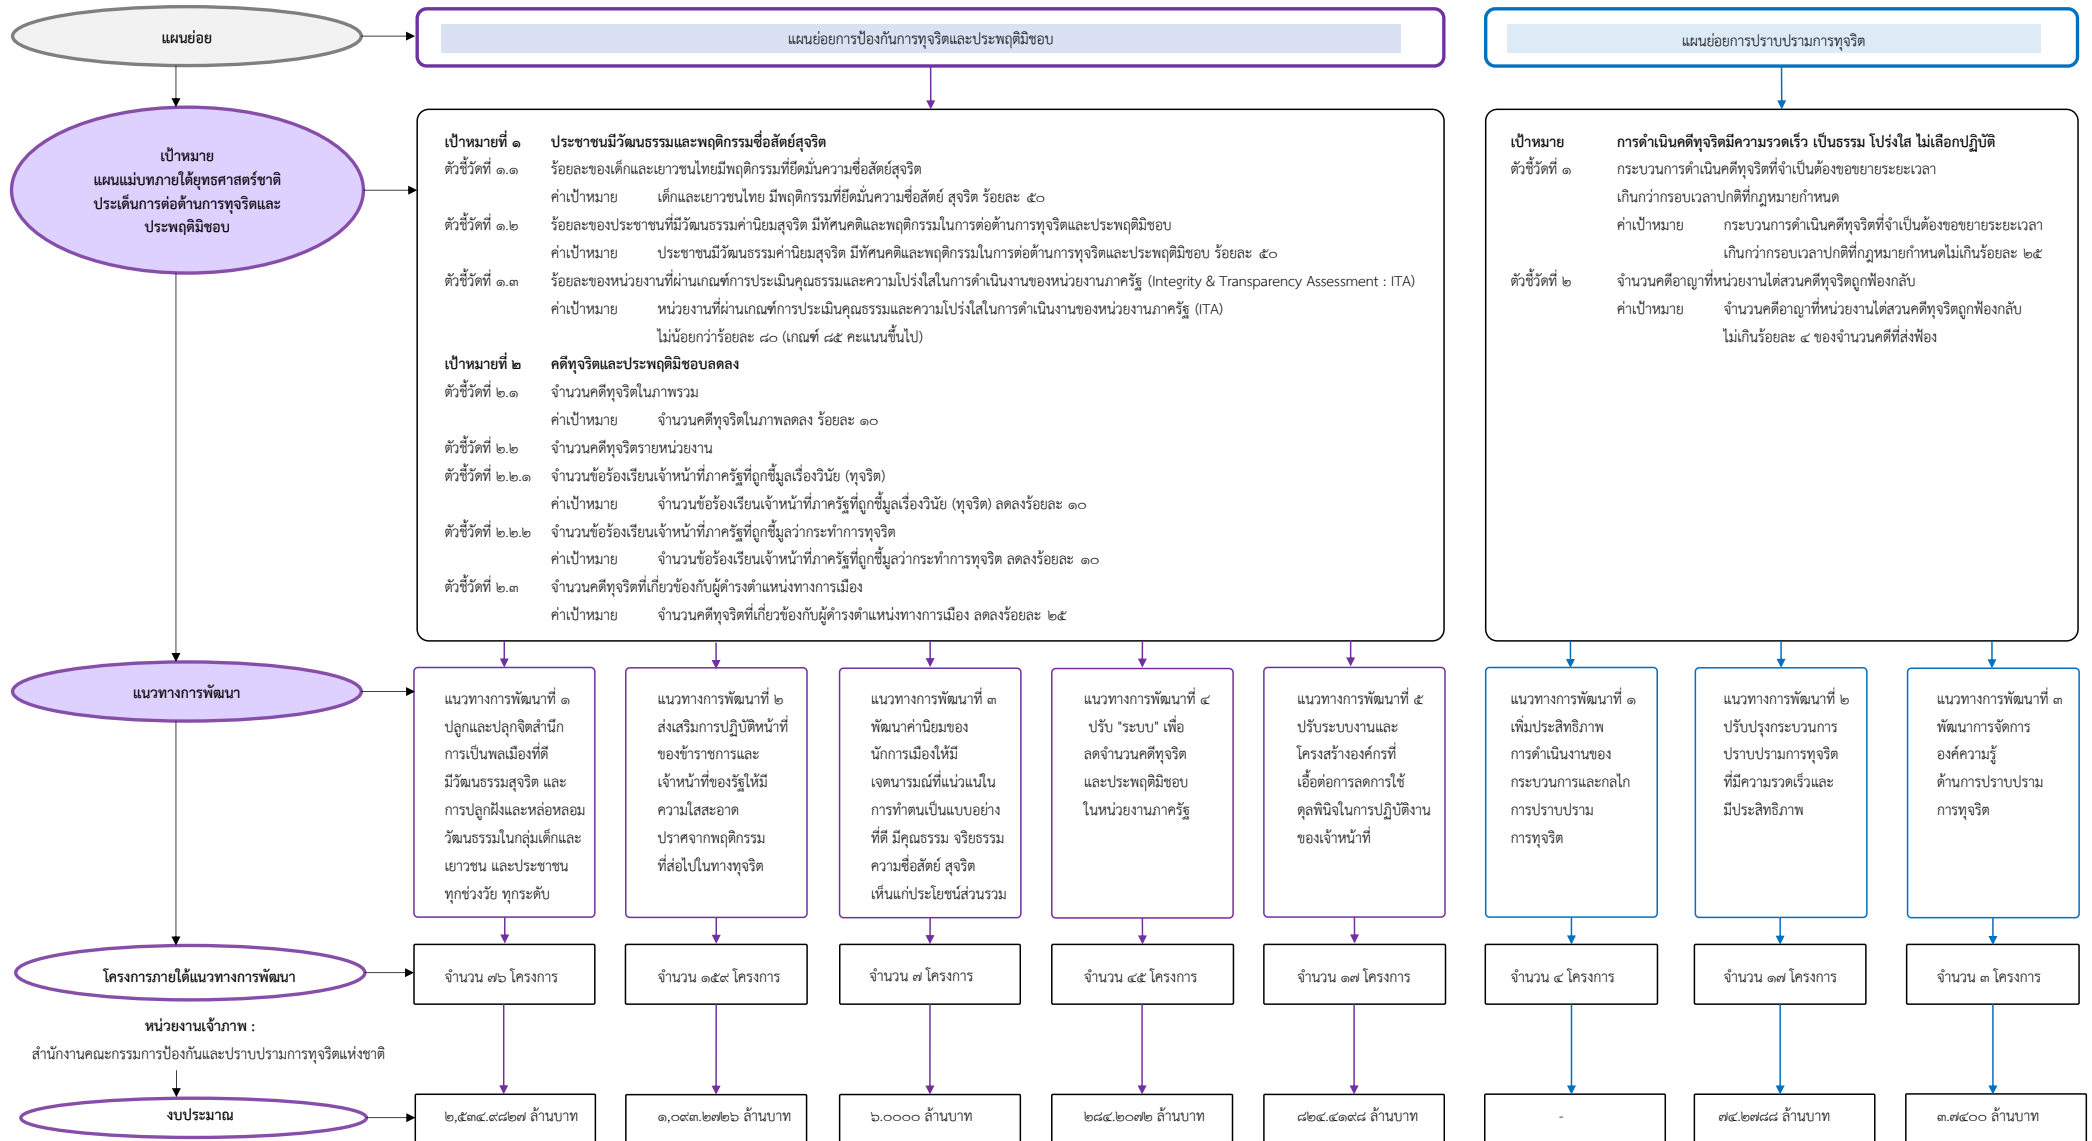 แผนย่อย
แผนย่อยการป้องกันการทุจริตและประพฤติมิชอบ
แผนย่อยการปราบปรามการทุจริต
เป้าหมาย
แผนแม่บทภายใต้ยุทธศาสตร์ชาติ
ประเด็นการต่อต้านการทุจริตและ
ประพฤติมิชอบ
เป้าหมายที่ ๑ ประชาชนมีวัฒนธรรมและพฤติกรรมซื่อสัตย์สุจริต
ตัวชี้วัดที่ ๑.๑ ร้อยละของเด็กและเยาวชนไทยมีพฤติกรรมที่ยึดมั่นความซื่อสัตย์สุจริต
ค่าเป้าหมาย เด็กและเยาวชนไทย มีพฤติกรรมที่ยึดมั่นความซื่อสัตย์ สุจริต ร้อยละ ๕๐
ตัวชี้วัดที่ ๑.๒ ร้อยละของประชาชนที่มีวัฒนธรรมค่านิยมสุจริต มีทัศนคติและพฤติกรรมในการต่อต้านการทุจริตและประพฤติมิชอบ
ค่าเป้าหมาย ประชาชนมีวัฒนธรรมค่านิยมสุจริต มีทัศนคติและพฤติกรรมในการต่อต้านการทุจริตและประพฤติมิชอบ ร้อยละ ๕๐
ตัวชี้วัดที่ ๑.๓ ร้อยละของหน่วยงานที่ผ่านเกณฑ์การประเมินคุณธรรมและความโปร่งใสในการดำเนินงานของหน่วยงานภาครัฐ (Integrity & Transparency Assessment : ITA)
ค่าเป้าหมาย หน่วยงานที่ผ่านเกณฑ์การประเมินคุณธรรมและความโปร่งใสในการดำเนินงานของหน่วยงานภาครัฐ (ITA)
ไม่น้อยกว่าร้อยละ ๘๐ (เกณฑ์ ๘๕ คะแนนขึ้นไป)
เป้าหมายที่ ๒ คดีทุจริตและประพฤติมิชอบลดลง
ตัวชี้วัดที่ ๒.๑ จำนวนคดีทุจริตในภาพรวม
ค่าเป้าหมาย จำนวนคดีทุจริตในภาพลดลง ร้อยละ ๑๐
ตัวชี้วัดที่ ๒.๒ จำนวนคดีทุจริตรายหน่วยงาน
ตัวชี้วัดที่ ๒.๒.๑ จำนวนข้อร้องเรียนเจ้าหน้าที่ภาครัฐที่ถูกชี้มูลเรื่องวินัย (ทุจริต)
ค่าเป้าหมาย จำนวนข้อร้องเรียนเจ้าหน้าที่ภาครัฐที่ถูกชี้มูลเรื่องวินัย (ทุจริต) ลดลงร้อยละ ๑๐
ตัวชี้วัดที่ ๒.๒.๒ จำนวนข้อร้องเรียนเจ้าหน้าที่ภาครัฐที่ถูกชี้มูลว่ากระทำการทุจริต
ค่าเป้าหมาย จำนวนข้อร้องเรียนเจ้าหน้าที่ภาครัฐที่ถูกชี้มูลว่ากระทำการทุจริต ลดลงร้อยละ ๑๐
ตัวชี้วัดที่ ๒.๓ จำนวนคดีทุจริตที่เกี่ยวข้องกับผู้ดำรงตำแหน่งทางการเมือง
ค่าเป้าหมาย จำนวนคดีทุจริตที่เกี่ยวข้องกับผู้ดำรงตำแหน่งทางการเมือง ลดลงร้อยละ ๒๕
เป้าหมาย การดำเนินคดีทุจริตมีความรวดเร็ว เป็นธรรม โปร่งใส ไม่เลือกปฏิบัติ
ตัวชี้วัดที่ ๑ กระบวนการดำเนินคดีทุจริตที่จำเป็นต้องขอขยายระยะเวลา
เกินกว่ากรอบเวลาปกติที่กฎหมายกำหนด
ค่าเป้าหมาย กระบวนการดำเนินคดีทุจริตที่จำเป็นต้องขอขยายระยะเวลา
เกินกว่ากรอบเวลาปกติที่กฎหมายกำหนดไม่เกินร้อยละ ๒๕
ตัวชี้วัดที่ ๒ จำนวนคดีอาญาที่หน่วยงานไต่สวนคดีทุจริตถูกฟ้องกลับ
ค่าเป้าหมาย จำนวนคดีอาญาที่หน่วยงานไต่สวนคดีทุจริตถูกฟ้องกลับ
ไม่เกินร้อยละ ๔ ของจำนวนคดีที่ส่งฟ้อง
แนวทางการพัฒนา
แนวทางการพัฒนาที่ ๑
ปลูกและปลุกจิตสำนึก
การเป็นพลเมืองที่ดี
มีวัฒนธรรมสุจริต และ
การปลูกฝังและหล่อหลอม
วัฒนธรรมในกลุ่มเด็กและ
เยาวชน และประชาชน
ทุกช่วงวัย ทุกระดับ
แนวทางการพัฒนาที่ ๒
ส่งเสริมการปฏิบัติหน้าที่
ของข้าราชการและ
เจ้าหน้าที่ของรัฐให้มี
ความใสสะอาด
ปราศจากพฤติกรรม
ที่ส่อไปในทางทุจริต
แนวทางการพัฒนาที่ ๓
พัฒนาค่านิยมของ
นักการเมืองให้มี
เจตนารมณ์ที่แน่วแน่ใน
การทำตนเป็นแบบอย่าง
ที่ดี มีคุณธรรม จริยธรรม
ความซื่อสัตย์ สุจริต
เห็นแก่ประโยชน์ส่วนรวม
แนวทางการพัฒนาที่ ๔
ปรับ "ระบบ" เพื่อ
ลดจำนวนคดีทุจริต
และประพฤติมิชอบ
ในหน่วยงานภาครัฐ
แนวทางการพัฒนาที่ ๕
ปรับระบบงานและ
โครงสร้างองค์กรที่
เอื้อต่อการลดการใช้
ดุลพินิจในการปฏิบัติงาน
ของเจ้าหน้าที่
แนวทางการพัฒนาที่ ๑
เพิ่มประสิทธิภาพ
การดำเนินงานของ
กระบวนการและกลไก
การปราบปราม
การทุจริต
แนวทางการพัฒนาที่ ๒
ปรับปรุงกระบวนการ
ปราบปรามการทุจริต
ที่มีความรวดเร็วและ
มีประสิทธิภาพ
แนวทางการพัฒนาที่ ๓
พัฒนาการจัดการ
องค์ความรู้
ด้านการปราบปราม
การทุจริต
โครงการภายใต้แนวทางการพัฒนา
จำนวน ๗๖ โครงการ
จำนวน ๑๕๙ โครงการ
จำนวน ๗ โครงการ
จำนวน ๔๕ โครงการ
จำนวน ๑๗ โครงการ
จำนวน ๔ โครงการ
จำนวน ๑๗ โครงการ
จำนวน ๓ โครงการ
หน่วยงานเจ้าภาพ :
สำนักงานคณะกรรมการป้องกันและปราบปรามการทุจริตแห่งชาติ
งบประมาณ
๒,๕๓๔.๙๘๒๗ ล้านบาท
๑,๐๙๓.๒๗๒๖ ล้านบาท
๖.๐๐๐๐ ล้านบาท
๒๘๔.๒๐๗๒ ล้านบาท
๘๒๔.๔๑๙๘ ล้านบาท
-
๗๔.๒๗๘๘ ล้านบาท
๓.๗๔๐๐ ล้านบาท